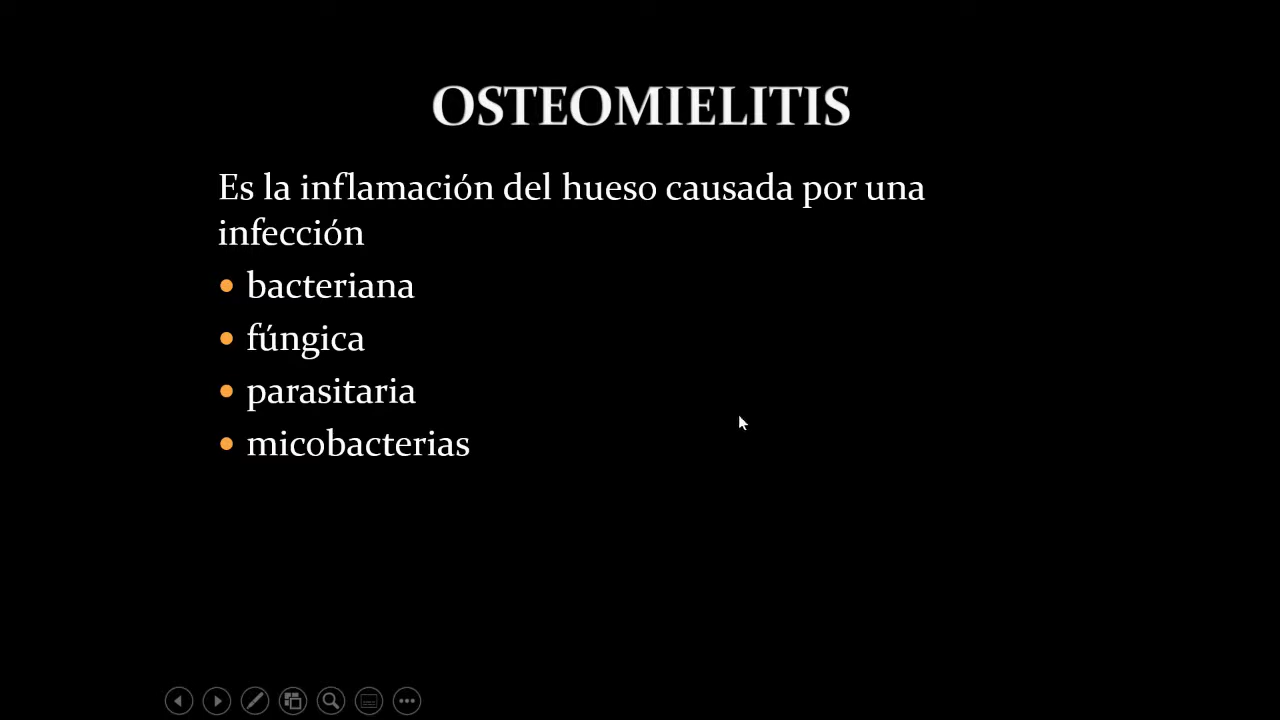 OSTEOMIELITIS
Es la inflamación del hueso causada por una
infección
• bacteriana
• fúngica
• parasitaria
• micobacterias